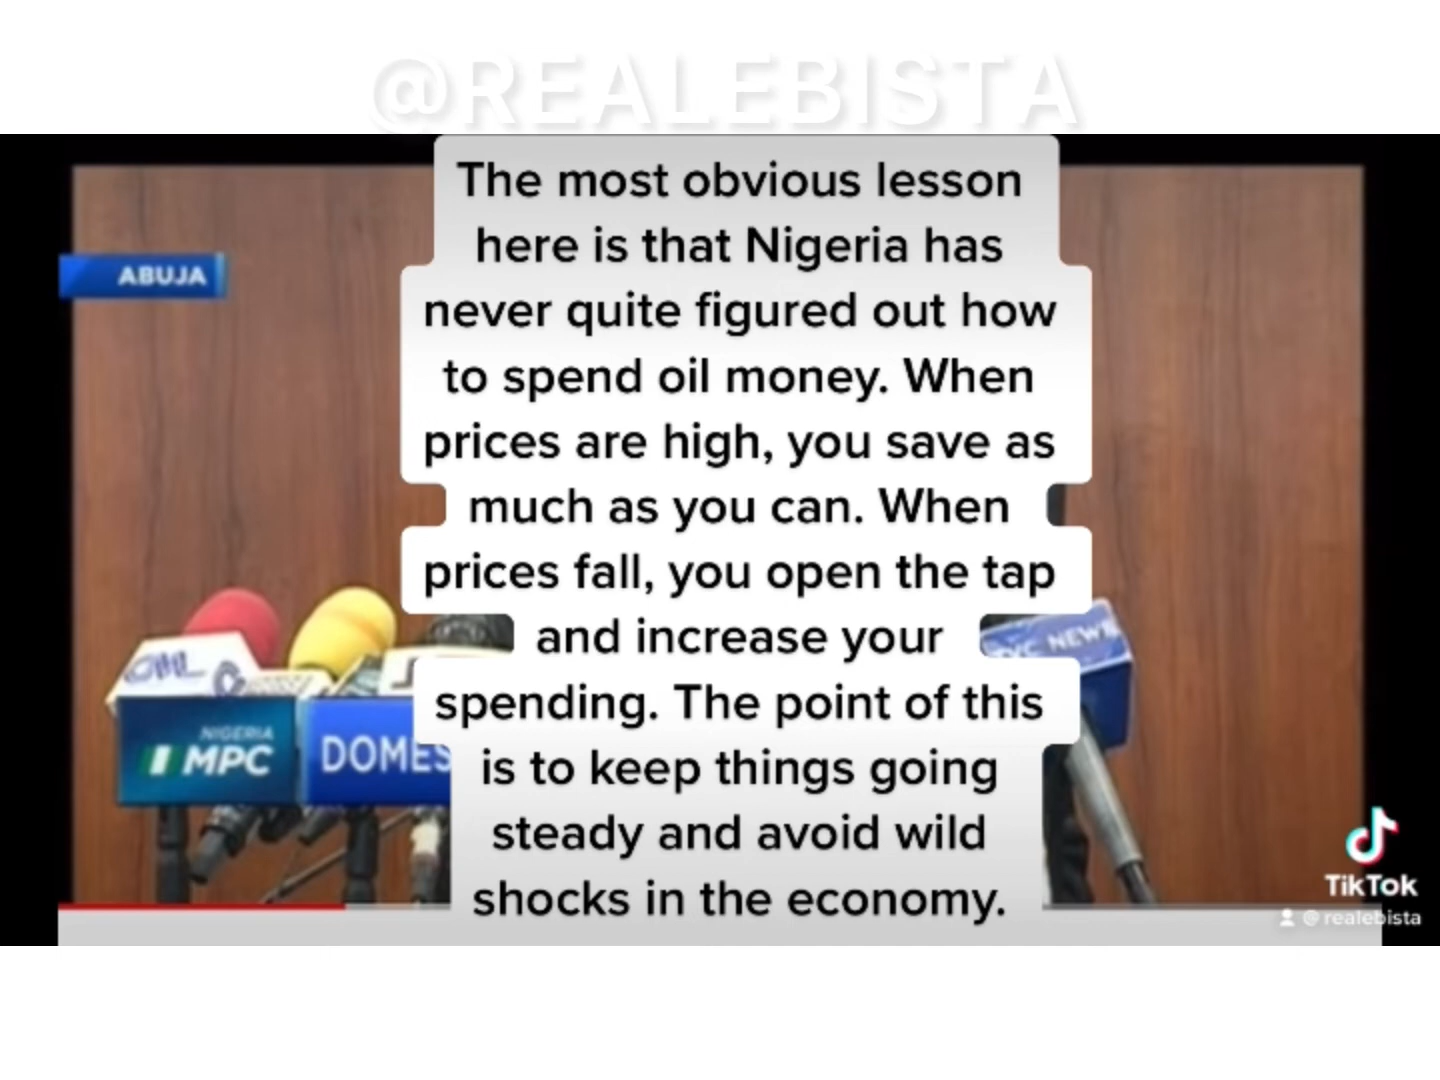 @REALEBISTA
The most obvious lesson
here is that Nigeria has
never quite figured out how
to spend oil money. When
prices are high, you save as
much as you can. When
prices fall, you open the tap
and increase your
spending. The point of this
is to keep things going
steady and avoid wild
shocks in the economy.
ABUJA
NEWS
NIGERIA
MPC
DOMES
TikTok
@realebista